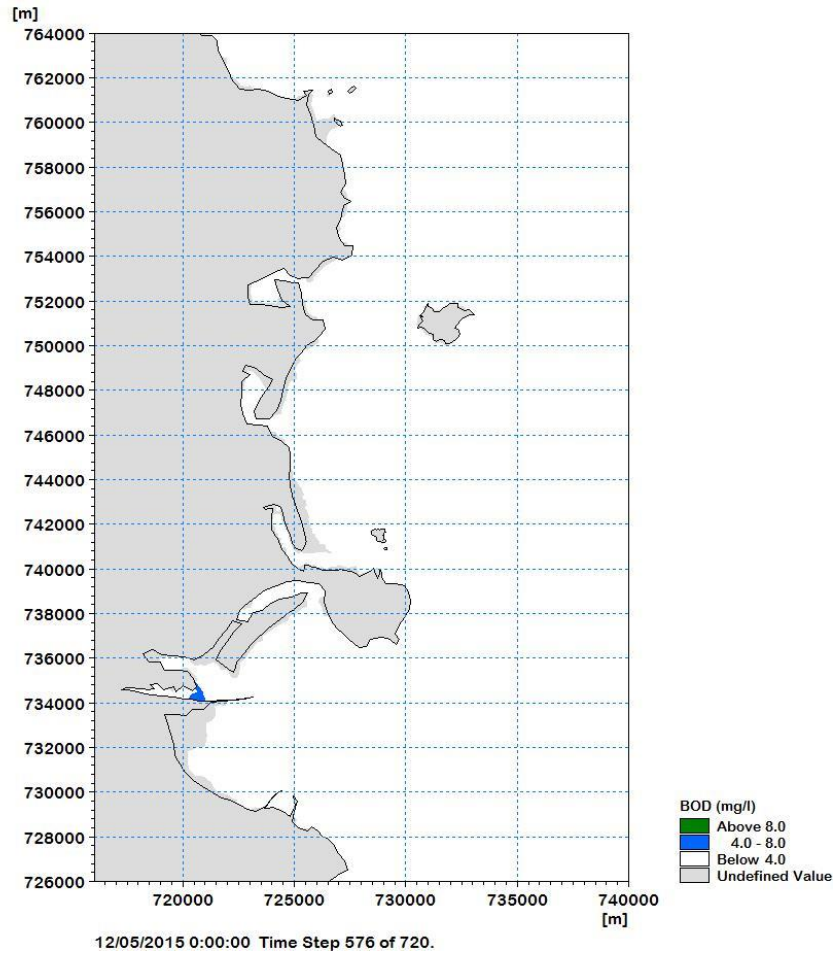 [m]
764000
762000
760000
758000
756000
754000
752000
750000
748000
746000
744000
742000
740000
738000
736000
734000
732000
730000
728000
726000
720000 725000 730000 735000 740000
[m]
BOD (mg/l)
Above 8.0
4.0 - 8.0
Below 4.0
Undefined Value
12/05/2015 0:00:00 Time Step 576 of 720.